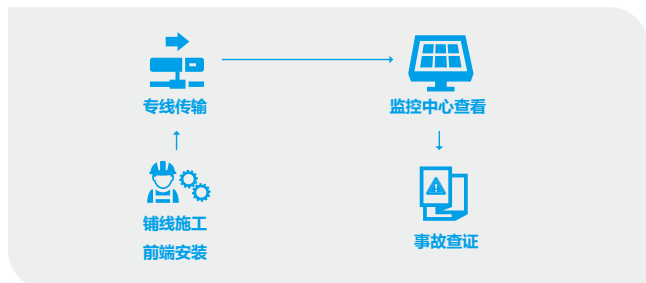 专线传输
监控中心查看
铺线施工
前端安装
事故查证